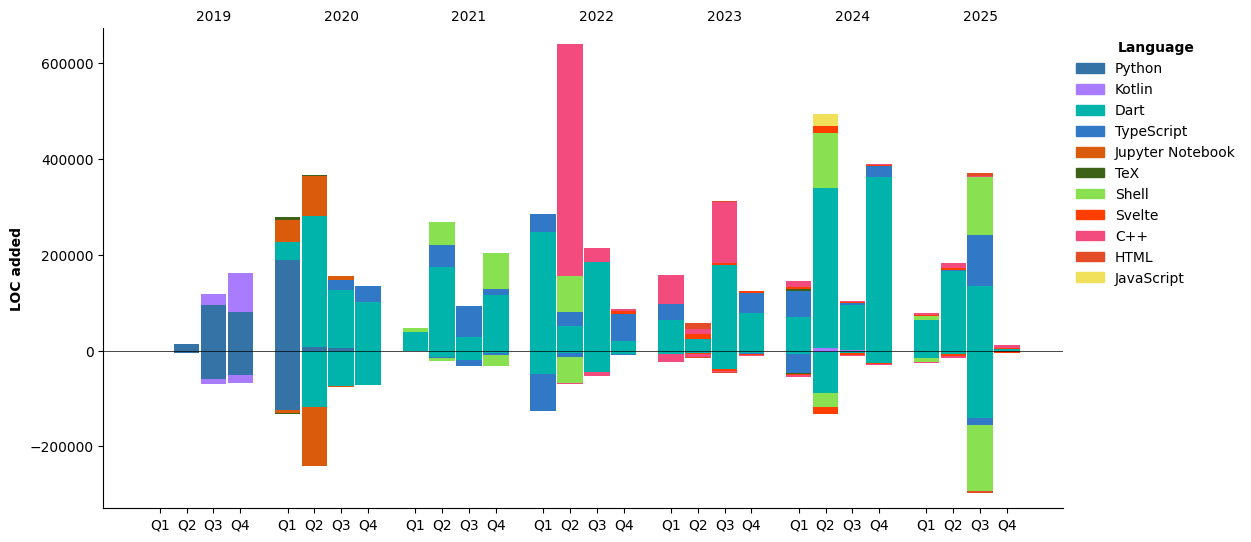 2019 2020 2021 2022 2023 2024 2025
LOC added
600000
400000
200000
0
−200000
Q1 Q2 Q3 Q4 Q1 Q2 Q3 Q4 Q1 Q2 Q3 Q4 Q1 Q2 Q3 Q4 Q1 Q2 Q3 Q4 Q1 Q2 Q3 Q4 Q1 Q2 Q3 Q4
Language
Python
Kotlin
Dart
TypeScript
Jupyter Notebook
TeX
Shell
Svelte
C++
HTML
JavaScript